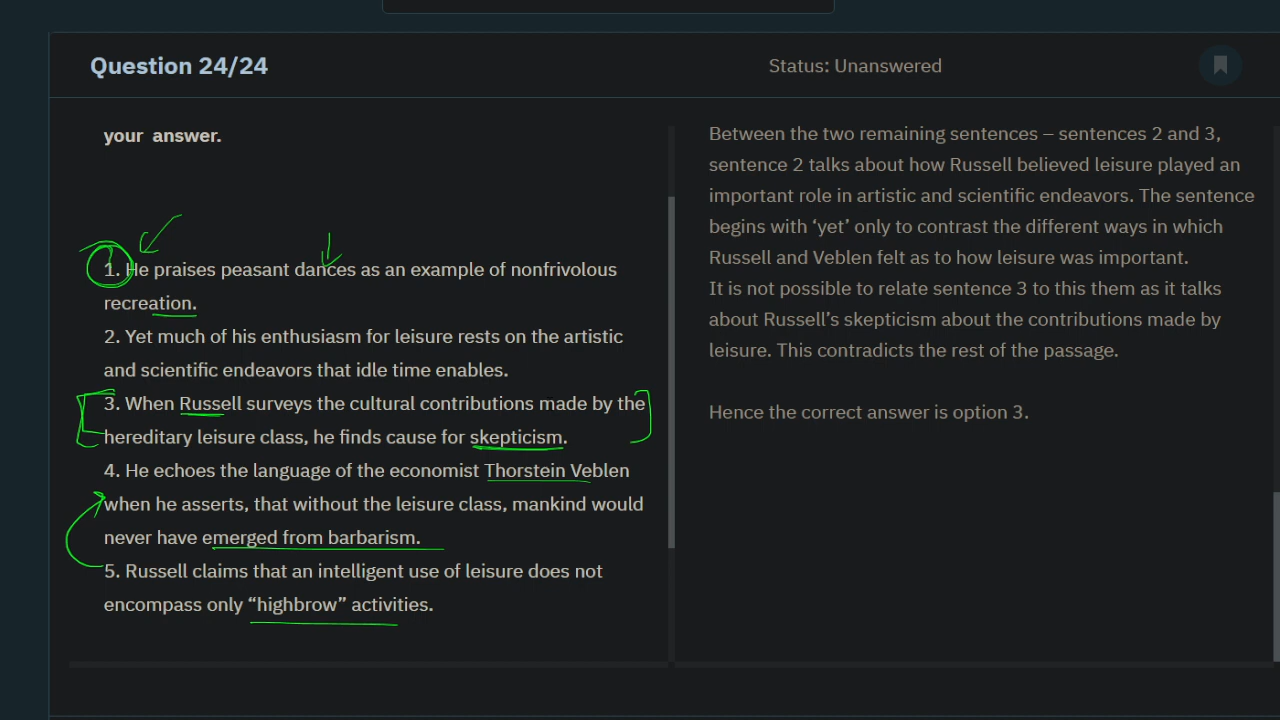 Question 24/24
Status: Unanswered
your answer.
1. He praises peasant dances as an example of nonfrivolous
recreation.
2. Yet much of his enthusiasm for leisure rests on the artistic
and scientific endeavors that idle time enables.
3. When Russell surveys the cultural contributions made by the
hereditary leisure class, he finds cause for skepticism.
4. He echoes the language of the economist Thorstein Veblen
when he asserts, that without the leisure class, mankind would
never have emerged from barbarism.
5. Russell claims that an intelligent use of leisure does not
encompass only “highbrow” activities.
Between the two remaining sentences – sentences 2 and 3,
sentence 2 talks about how Russell believed leisure played an
important role in artistic and scientific endeavors. The sentence
begins with ‘yet’ only to contrast the different ways in which
Russell and Veblen felt as to how leisure was important.
It is not possible to relate sentence 3 to this them as it talks
about Russell’s skepticism about the contributions made by
leisure. This contradicts the rest of the passage.
Hence the correct answer is option 3.